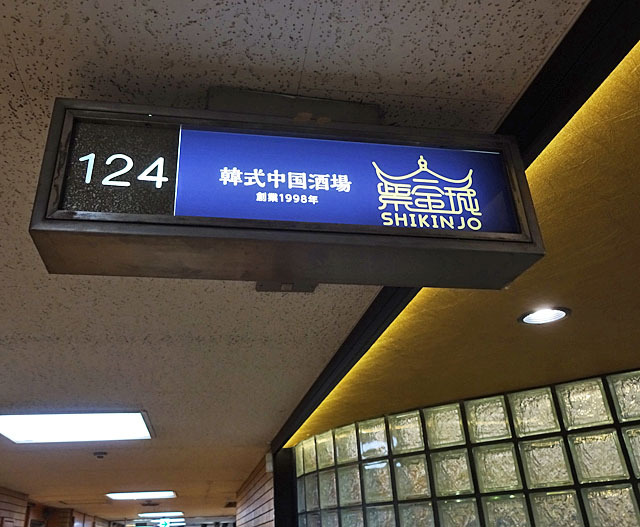 124
韓式中国酒場
創業1998年
紫金城
SHIKINJO